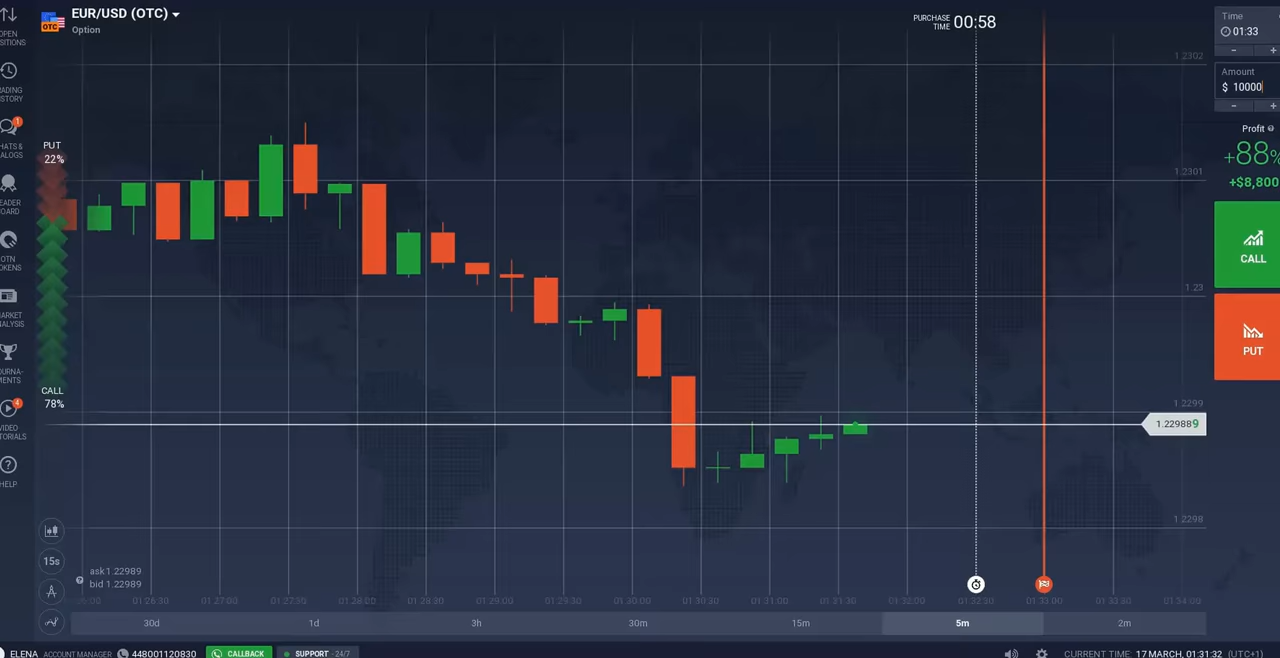 EUR/USD (OTC)
Option
OTC
PURCHASE
TIME
00:58
Time
01:33
Amount
$ 10000
Profit
+88%
+$8,800
CALL
PUT
PUT
22%
CALL
78%
1.2302
1.2301
1.23
1.2299
1.229889
1.2298
15s
ask 1.22989
bid 1.22989
01:26:30
01:27:00
01:27:30
01:28:00
01:28:30
01:29:00
01:29:30
01:30:00
01:30:30
01:31:00
01:31:30
01:32:00
01:32:30
01:33:00
01:33:30
01:34:00
30d
1d
3h
30m
15m
5m
2m
1
4
HELP
ELENA ACCOUNT MANAGER 448001120830
CALLBACK
SUPPORT - 24/7
CURRENT TIME: 17 MARCH, 01:31:32 (UTC+1)